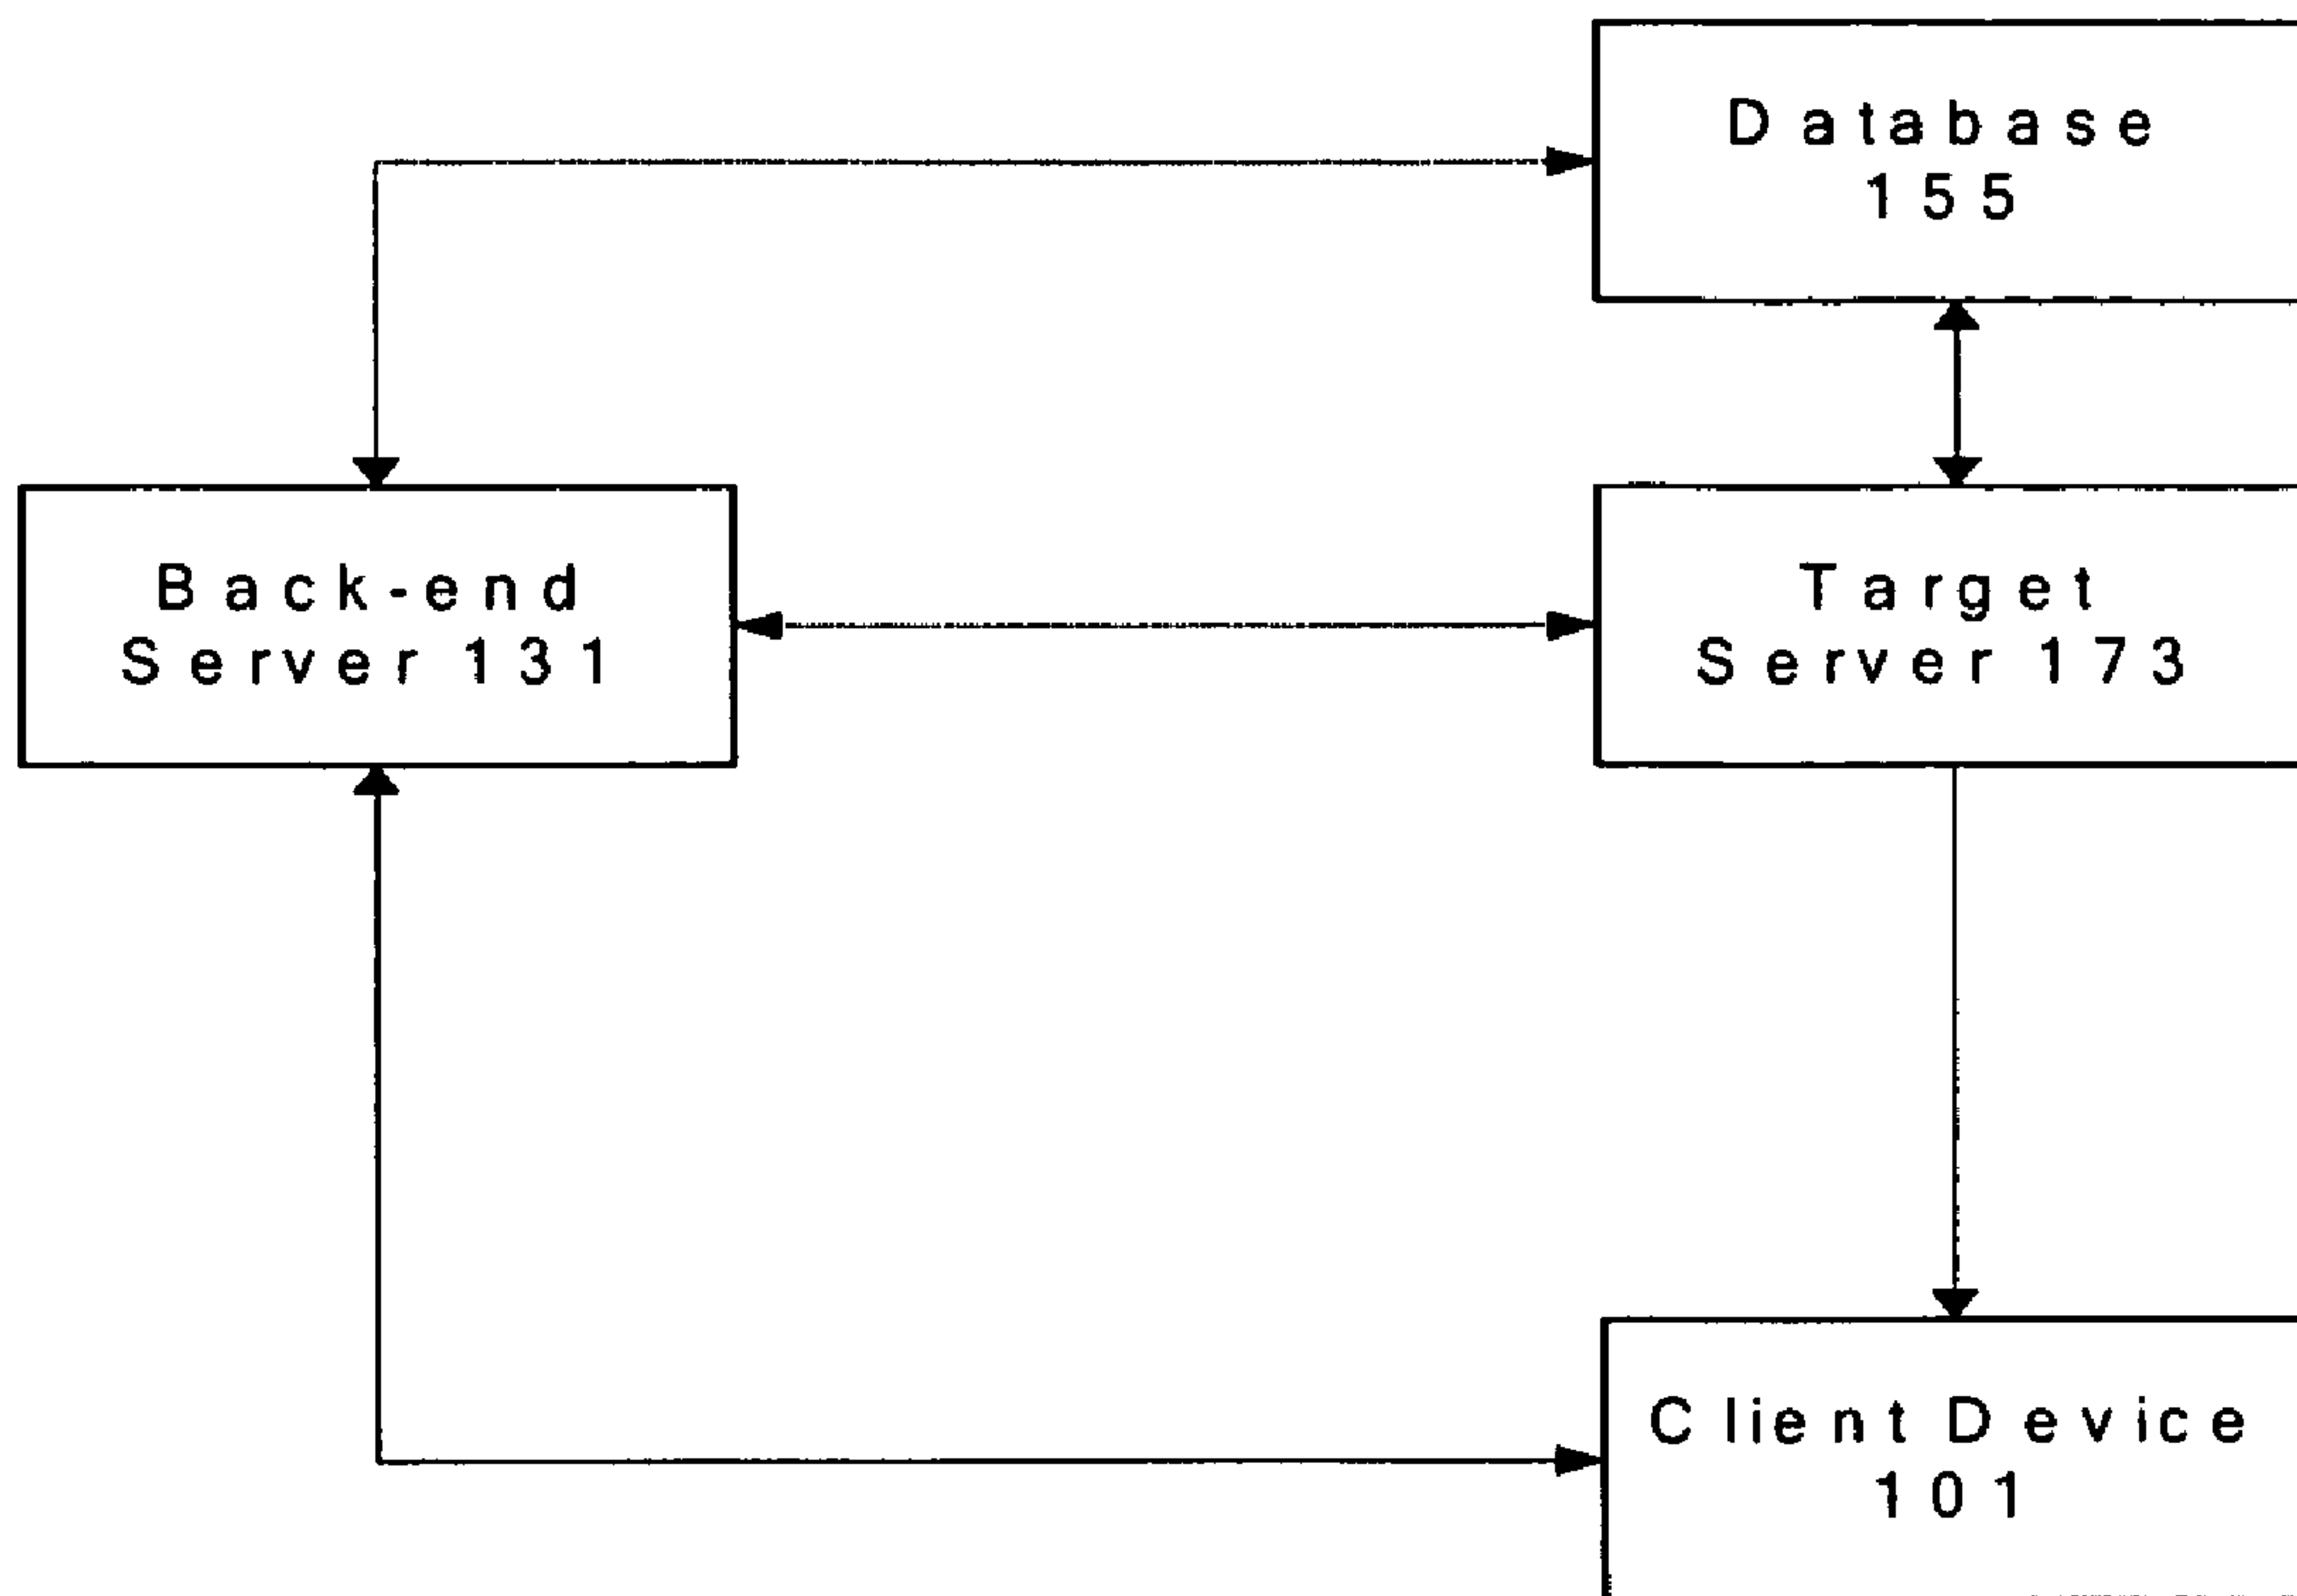 Database
155
Back-end
Server 131
Target
Server 173
Client Device
101